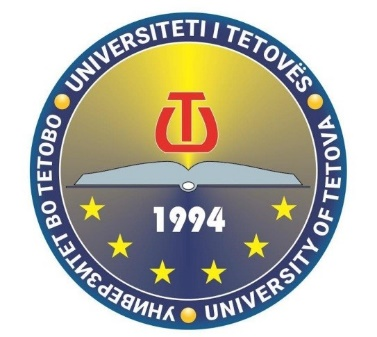 UNIVERSITETI I TETOVËS
UNIVERSITY OF TETOVA
УНИВЕРЗИТЕТ ВО ТЕТОВО
1994